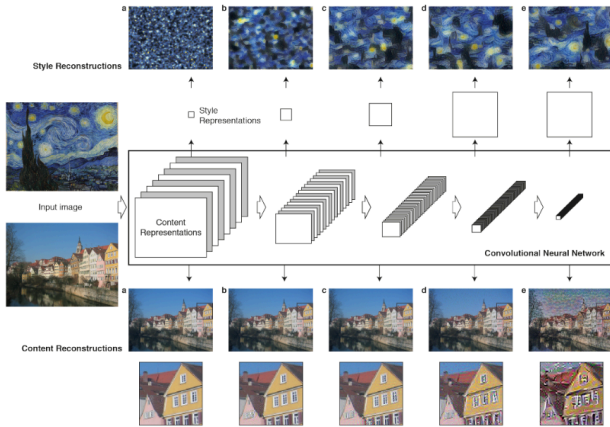 a b c d e
Style Reconstructions
Style
Representations
Input image
Content
Representations
Convolutional Neural Network
a b c d e
Content Reconstructions